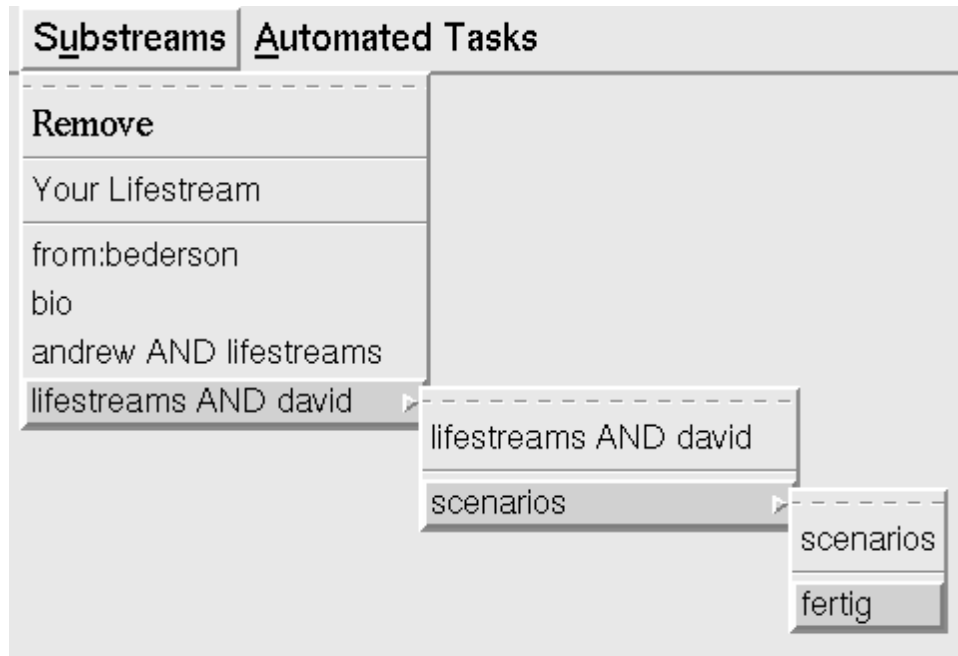 Substreams Automated Tasks
Remove
Your Lifestream
from:bederson
bio
andrew AND lifestreams
lifestreams AND david
lifestreams AND david
scenarios
scenarios
fertig